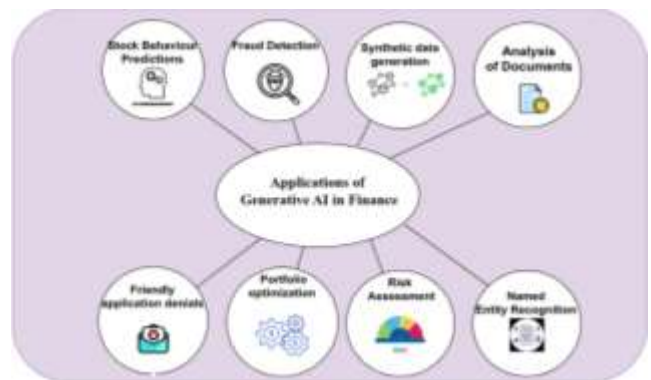 Stock Behaviour
Predictions
Fraud Detection
Synthetic data
generation
Analysis
of Documents
Applications of
Generative AI in Finance
Friendly
application denials
Portfolio
optimization
Risk
Assessment
Named
Entity Recognition